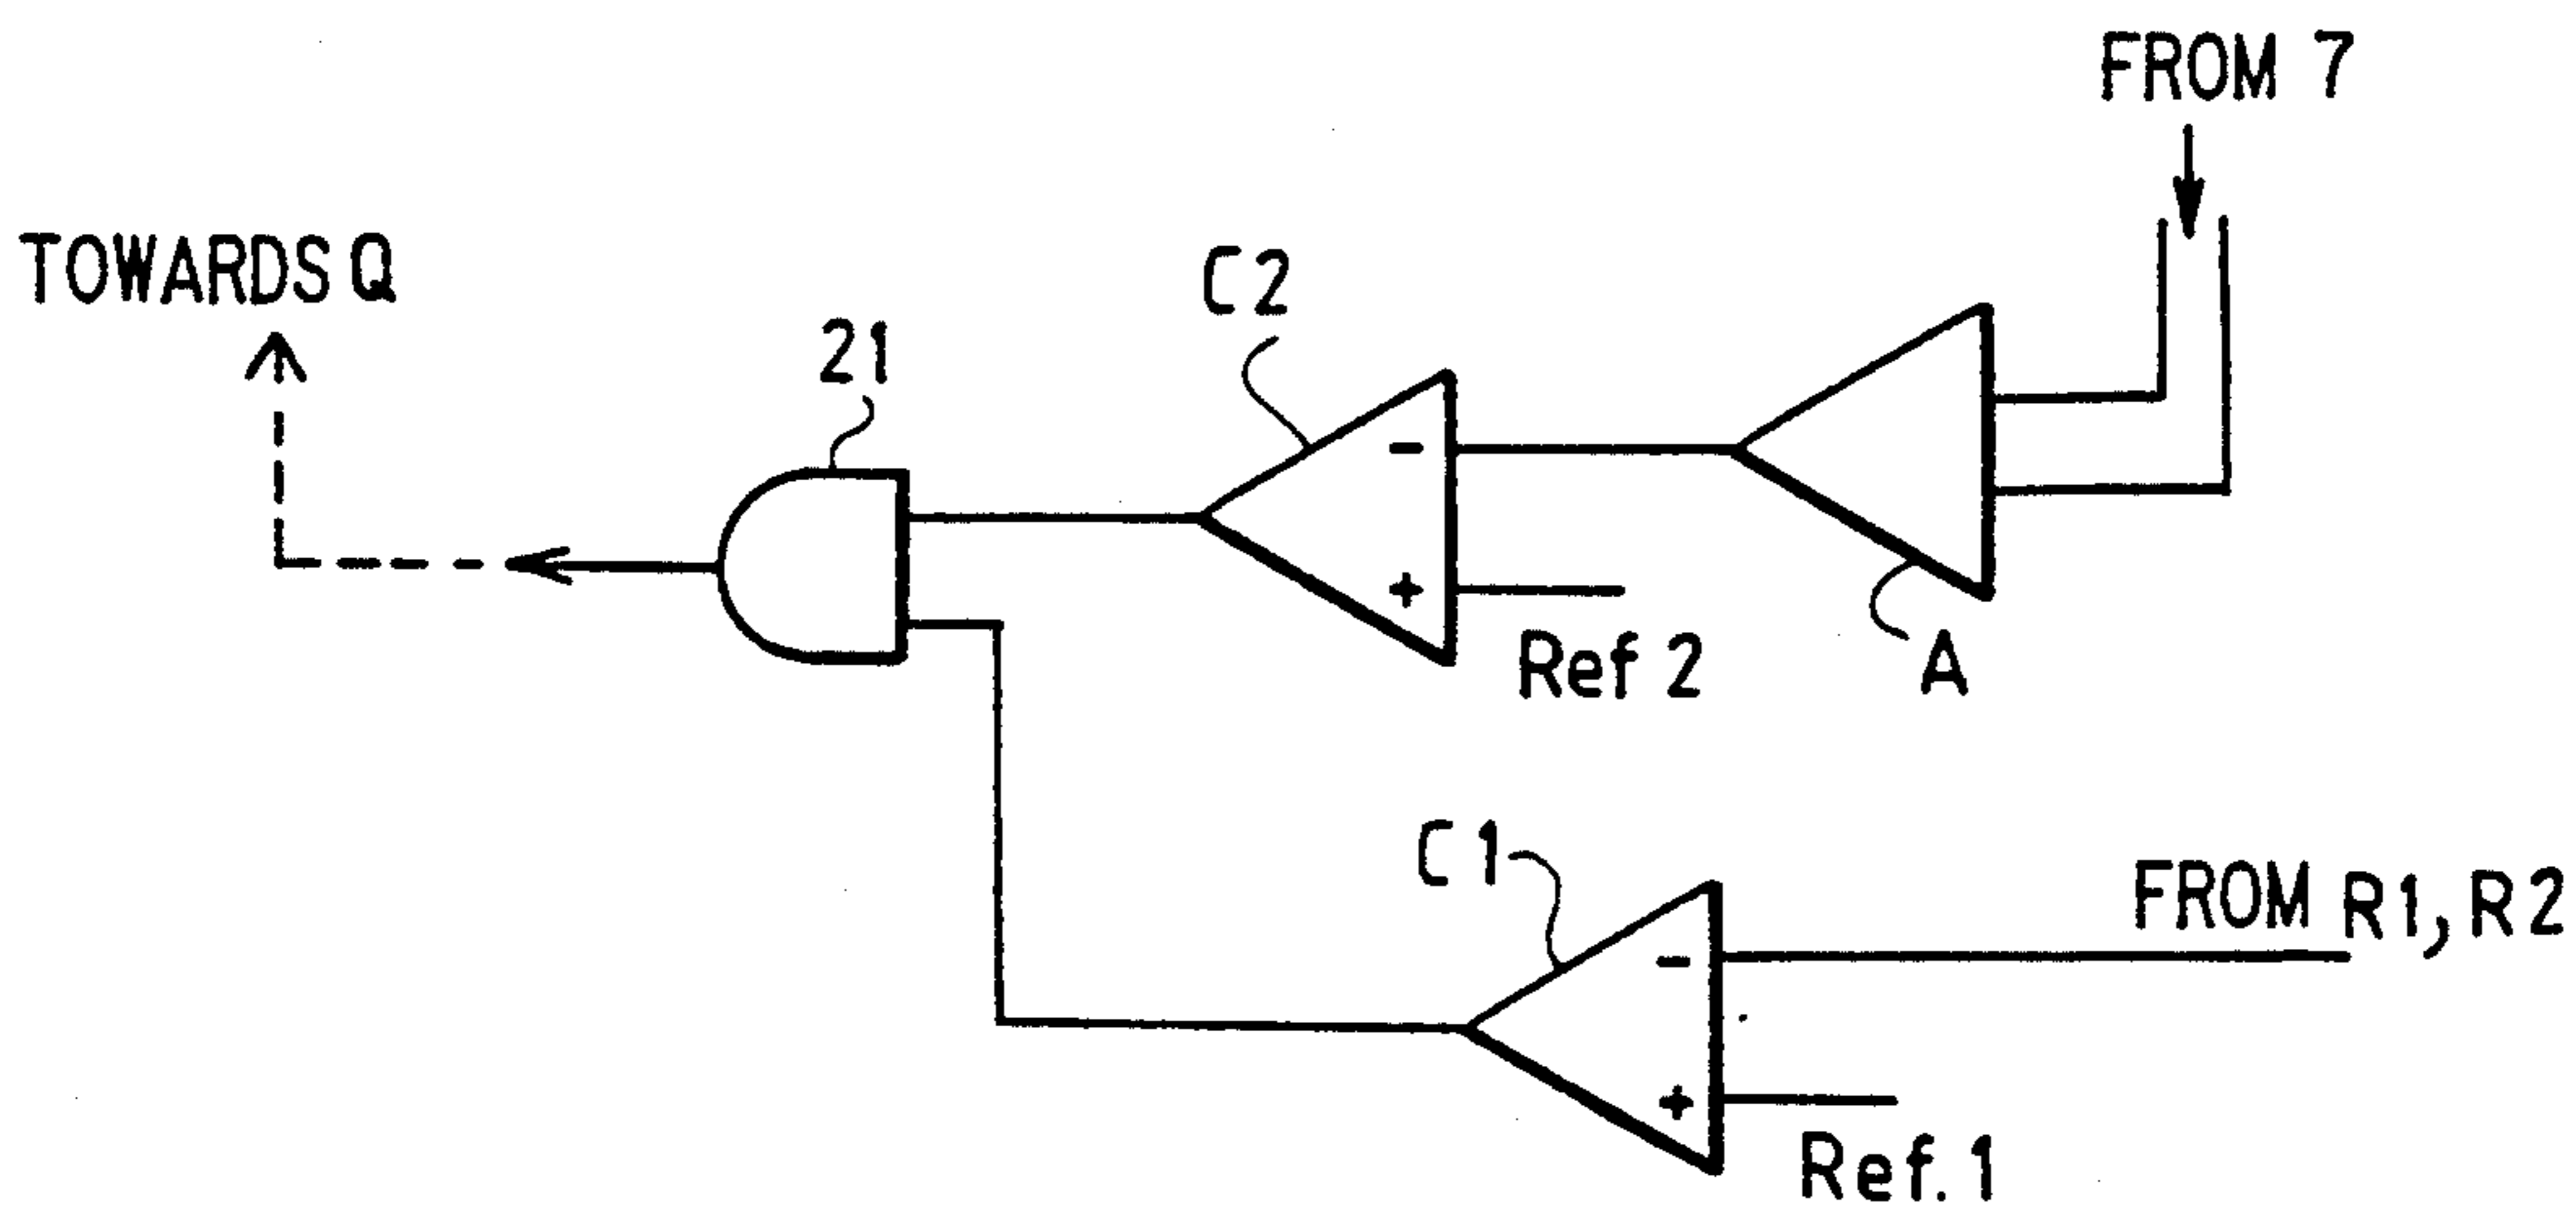 FROM 7
TOWARDS Q
C2
21
-
+
Ref 2
A
C1
FROM R1, R2
-
+
Ref. 1